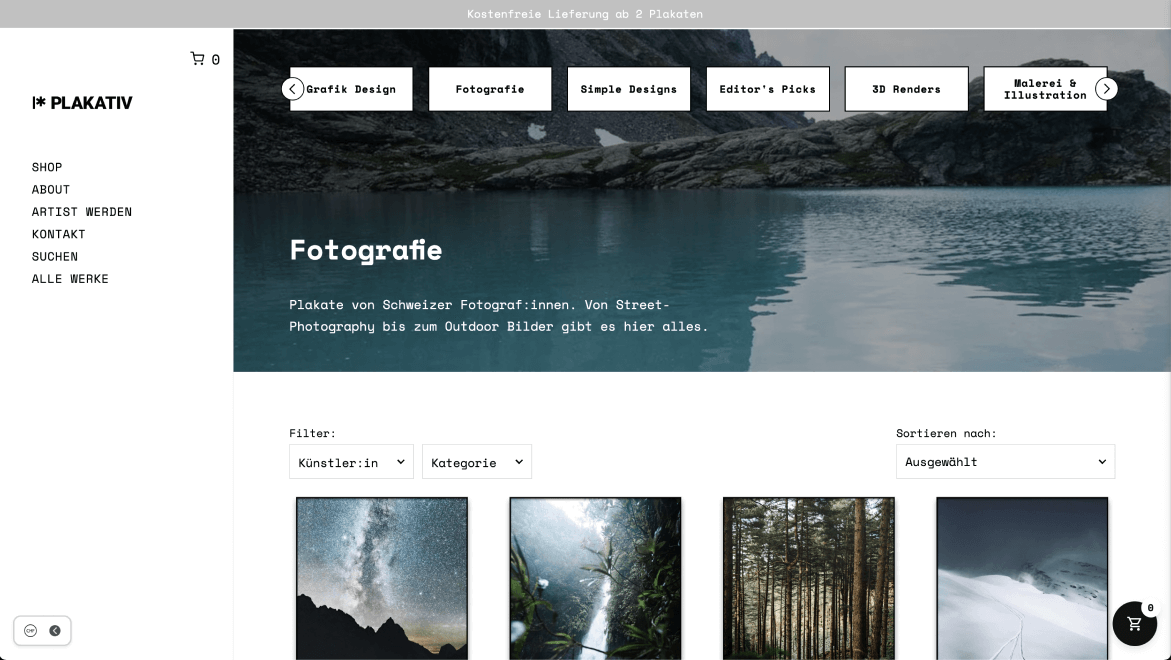 Kostenfreie Lieferung ab 2 Plakaten
0
PLAKATIV
SHOP
ABOUT
ARTIST WERDEN
KONTAKT
SUCHEN
ALLE WERKE
Grafik Design
Fotografie
Simple Designs
Editor's Picks
3D Renders
Malerei &
Illustration
Fotografie
Plakate von Schweizer Fotograf:innen. Von Street-
Photography bis zum Outdoor Bilder gibt es hier alles.
Filter:
Künstler:in
Kategorie
Sortieren nach:
Ausgewählt
CHF
0